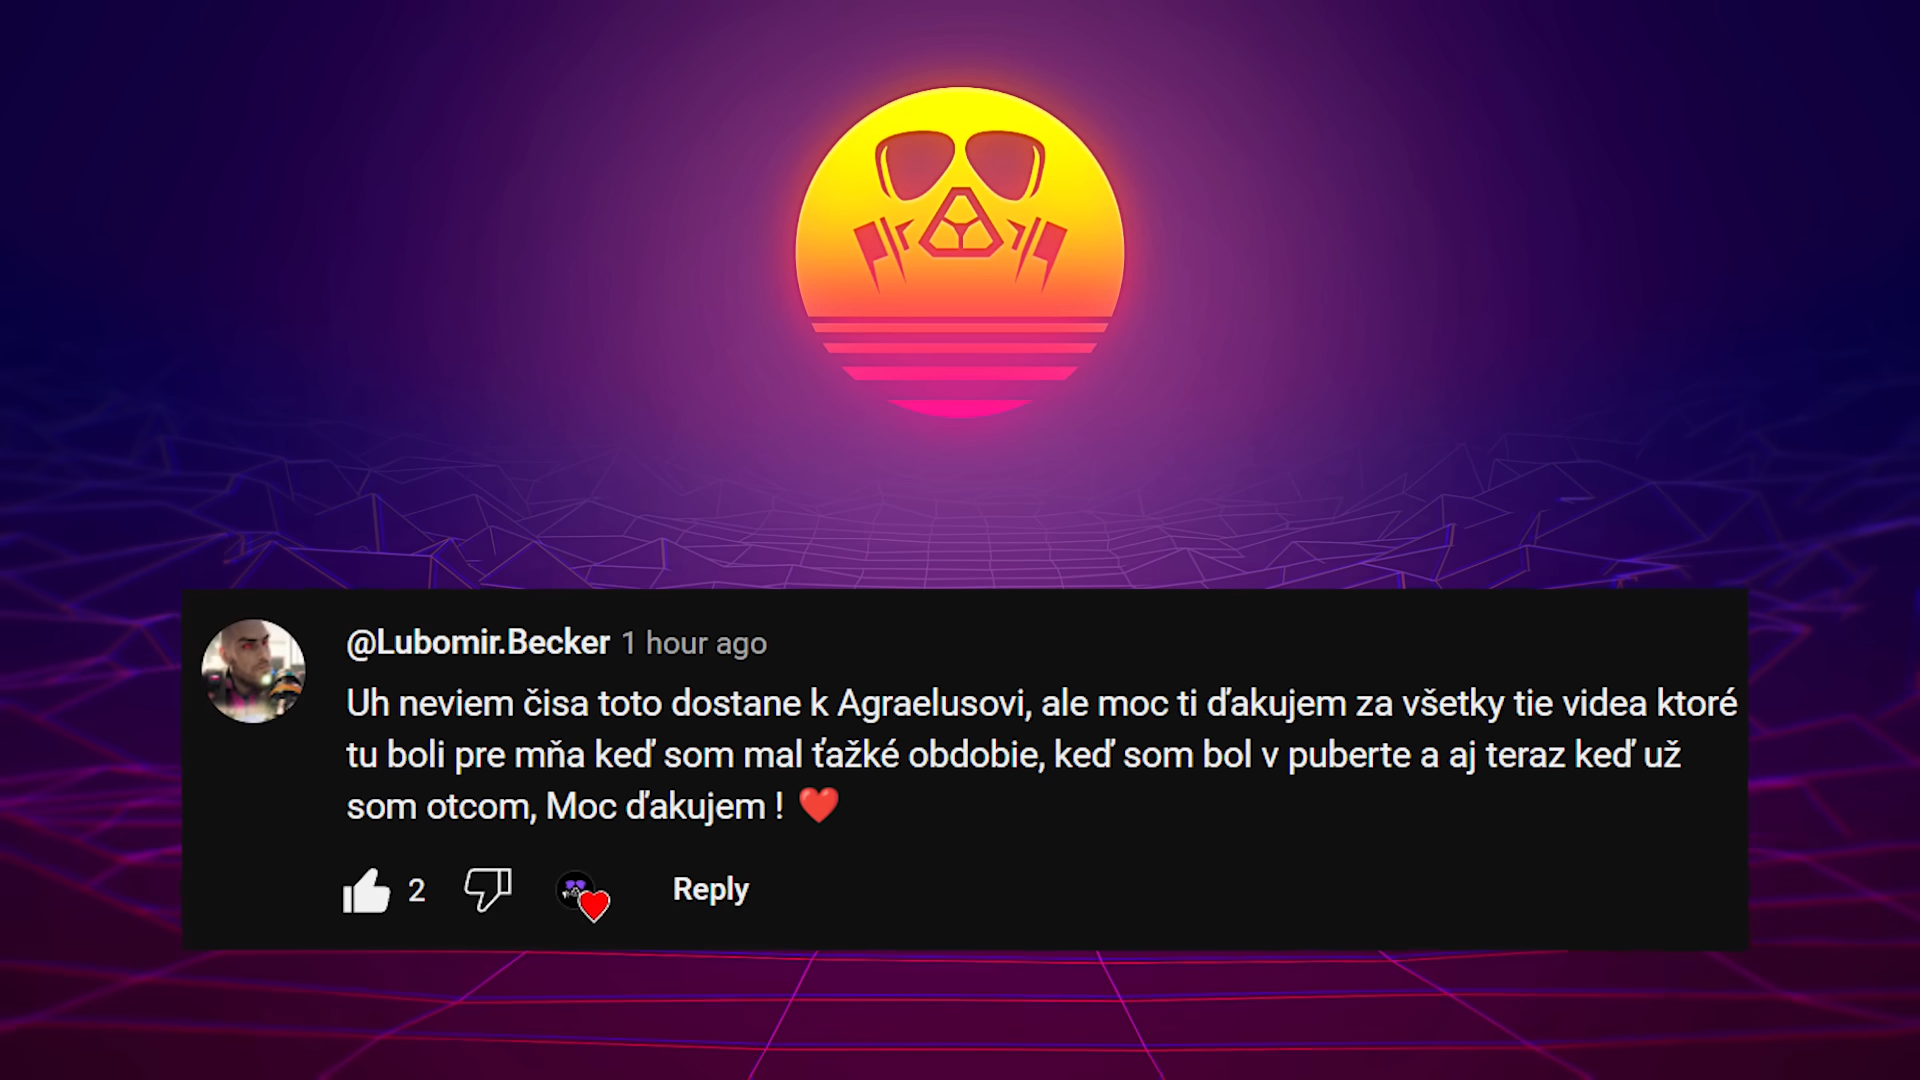 @Lubomir.Becker 1 hour ago
Uh neviem čisa toto dostane k Agraelusovi, ale moc ti ďakujem za všetky tie videa ktoré
tu boli pre mňa keď som mal ťažké obdobie, keď som bol v puberte a aj teraz keď už
som otcom, Moc ďakujem ! ❤️
2
Reply